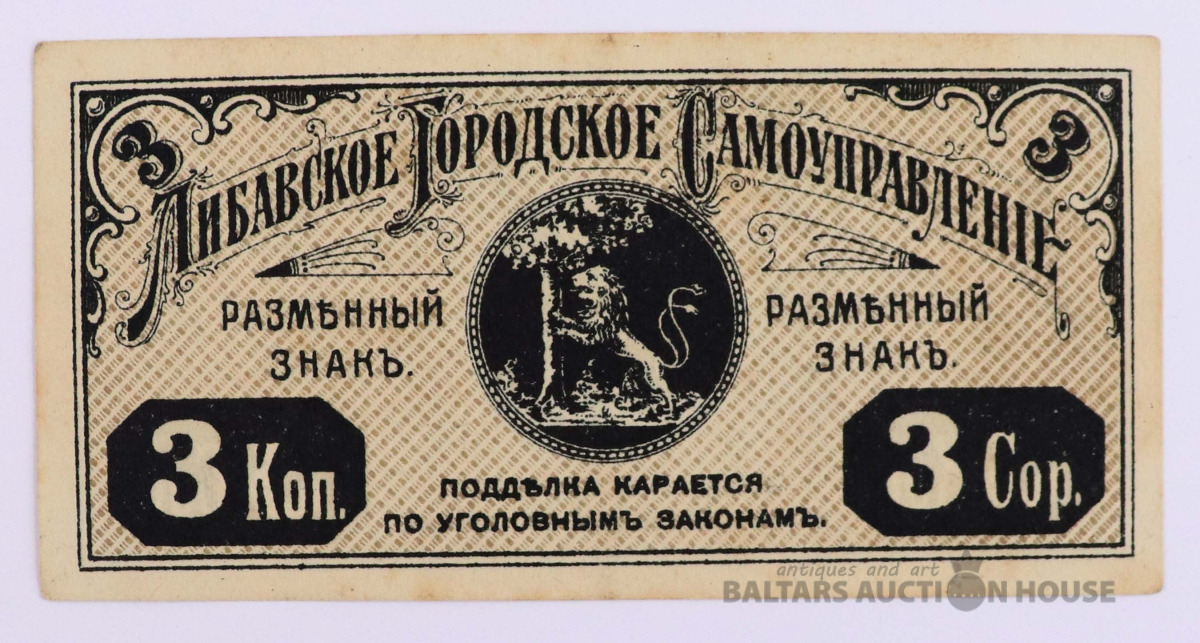 3 3
Либавское Городское Самоуправленіе
РАЗМѢННЫЙ
ЗНАКЪ.
РАЗМѢННЫЙ
ЗНАКЪ.
3 Коп.
ПОДДѢЛКА КАРАЕТСЯ
ПО УГОЛОВНЫМЪ ЗАКОНАМЪ.
3 Cop.
antiques and art
BALTARS AUCTION HOUSE